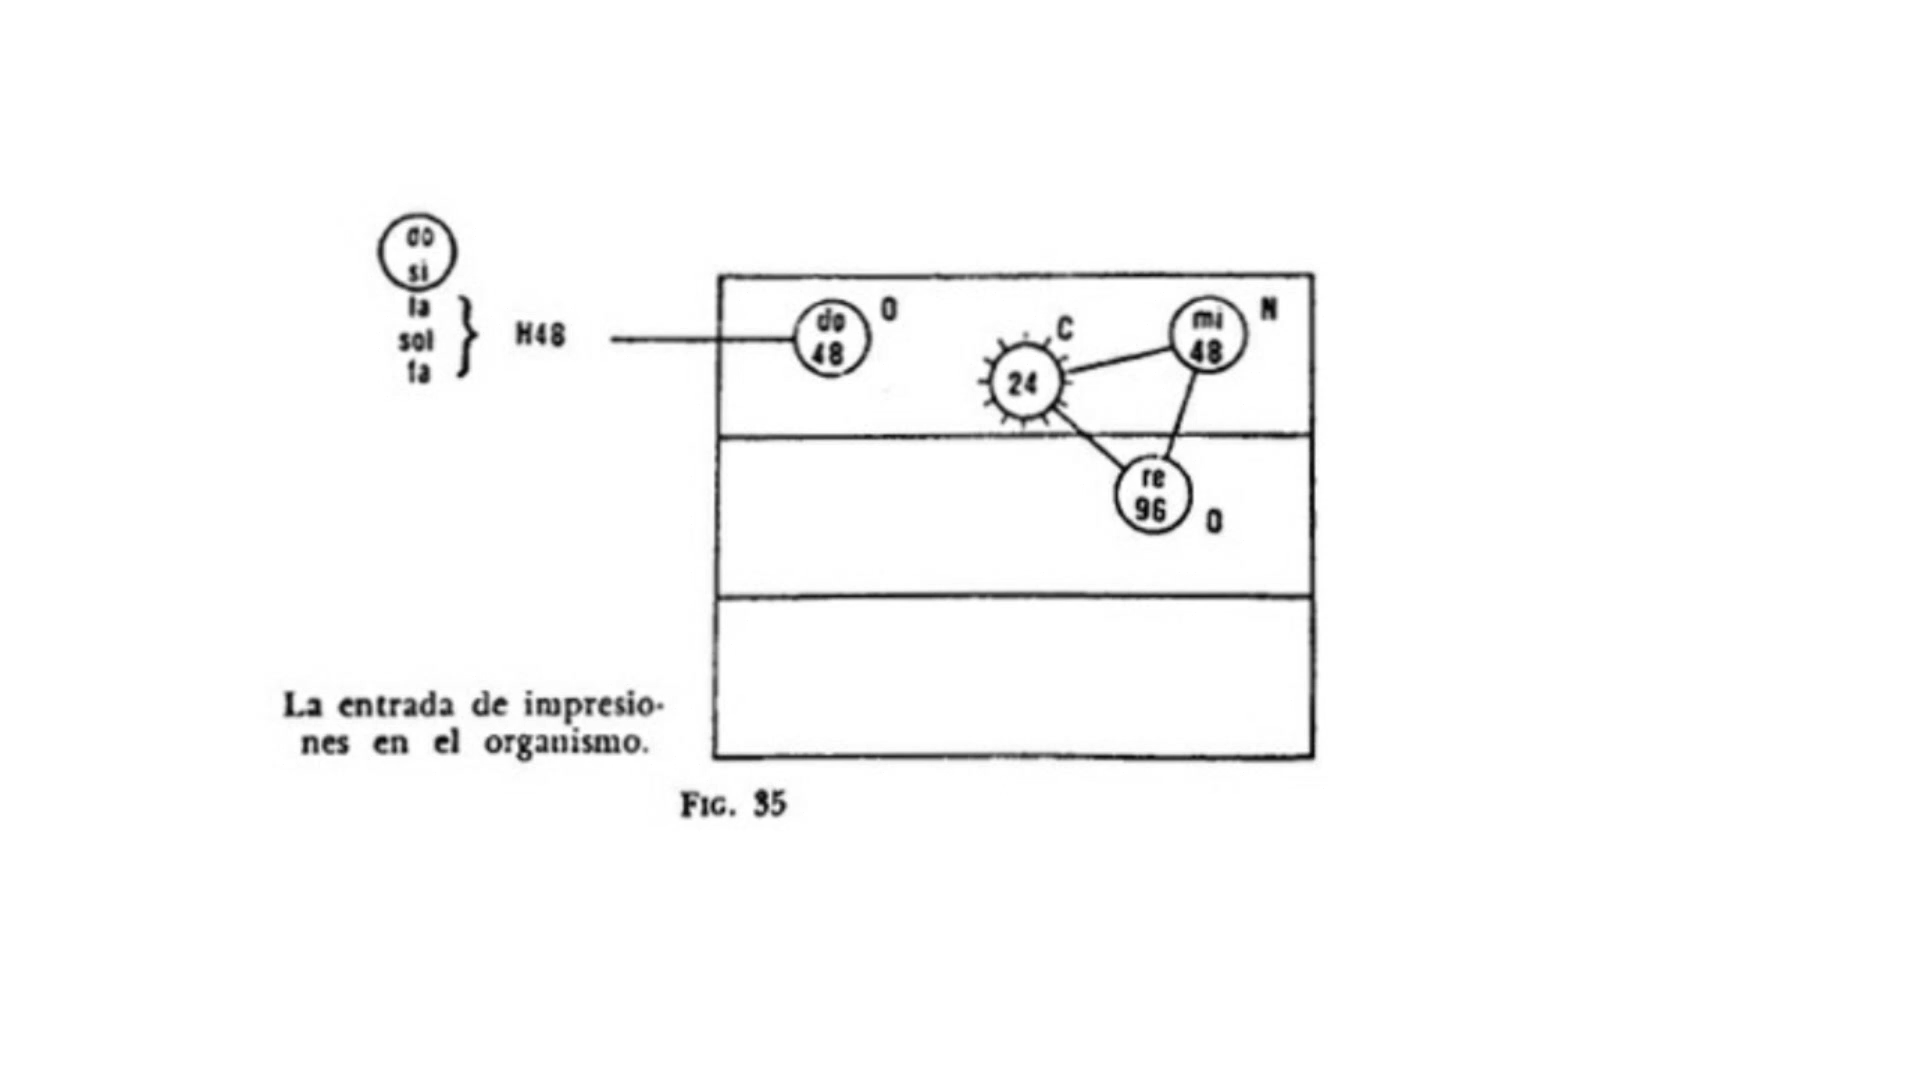 do
si
la
sol
fa
} H48
do
48
O
24
C
mi
48
N
re
96
O
La entrada de impresio-
nes en el organismo.
FIG. 35